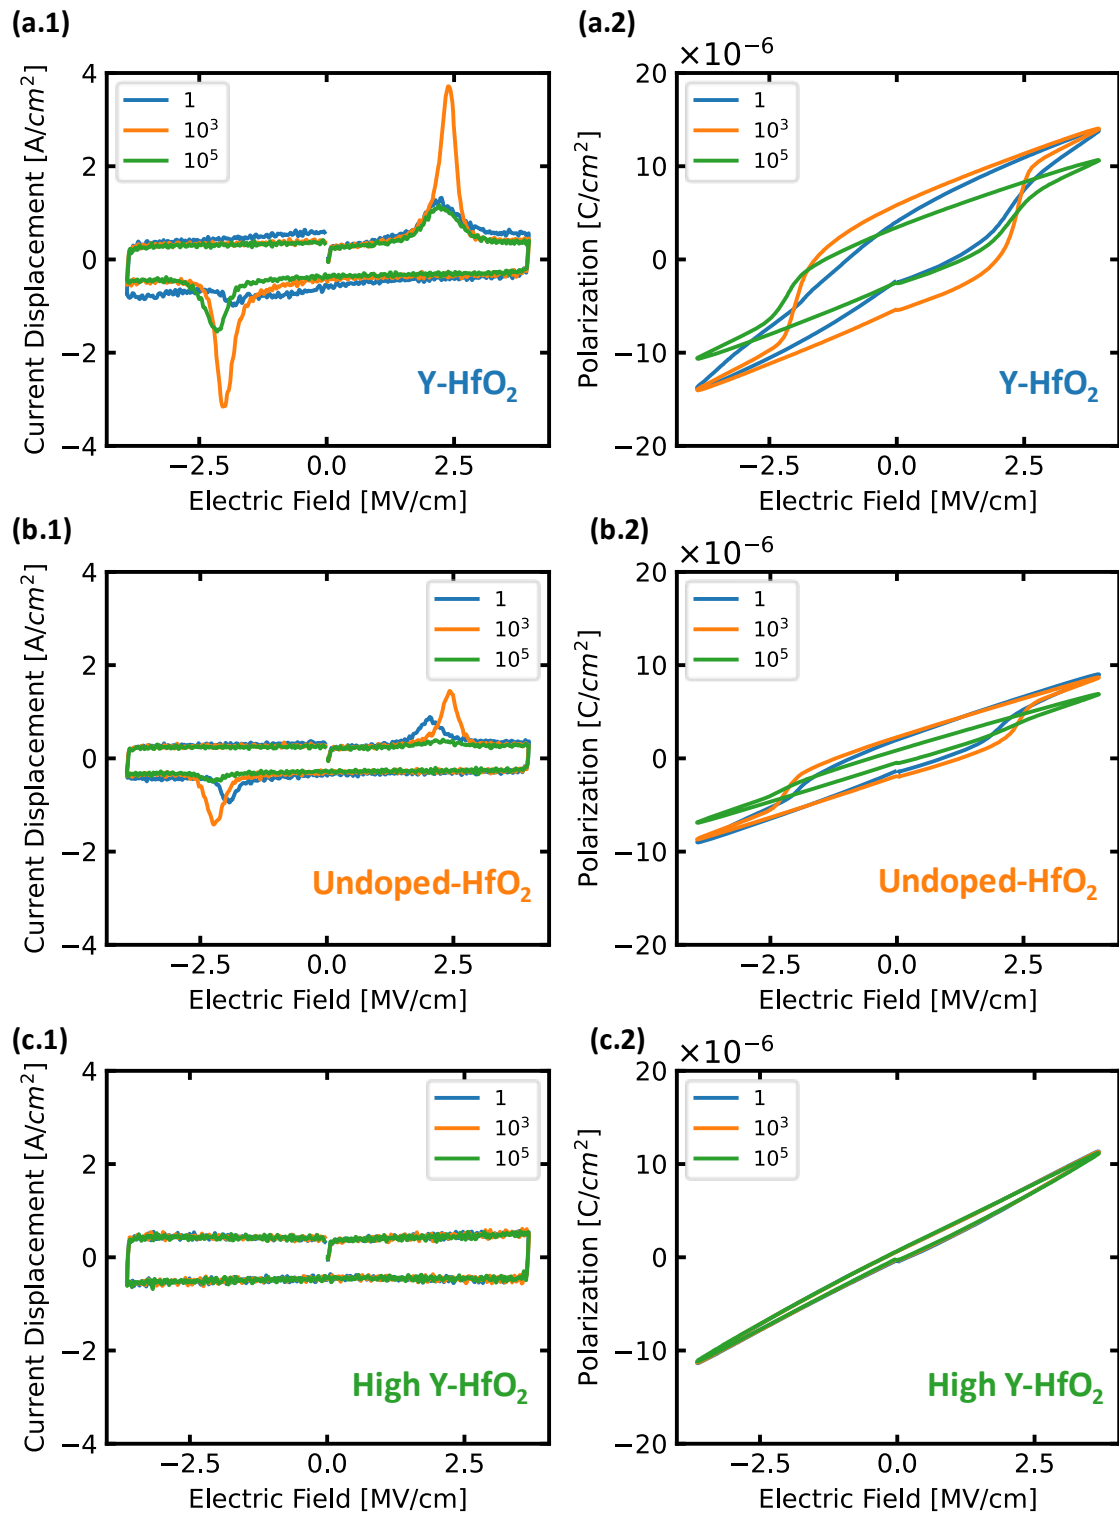 (a.1)
Current Displacement [A/cm²]
4
2
0
−2
−4
1
10³
10⁵
Y-HfO₂
−2.5
0.0
2.5
Electric Field [MV/cm]
(a.2)
×10⁻⁶
Polarization [C/cm²]
20
10
0
−10
−20
1
10³
10⁵
Y-HfO₂
−2.5
0.0
2.5
Electric Field [MV/cm]
(b.1)
Current Displacement [A/cm²]
4
2
0
−2
−4
1
10³
10⁵
Undoped-HfO₂
−2.5
0.0
2.5
Electric Field [MV/cm]
(b.2)
×10⁻⁶
Polarization [C/cm²]
20
10
0
−10
−20
1
10³
10⁵
Undoped-HfO₂
−2.5
0.0
2.5
Electric Field [MV/cm]
(c.1)
Current Displacement [A/cm²]
4
2
0
−2
−4
1
10³
10⁵
High Y-HfO₂
−2.5
0.0
2.5
Electric Field [MV/cm]
(c.2)
×10⁻⁶
Polarization [C/cm²]
20
10
0
−10
−20
1
10³
10⁵
High Y-HfO₂
−2.5
0.0
2.5
Electric Field [MV/cm]